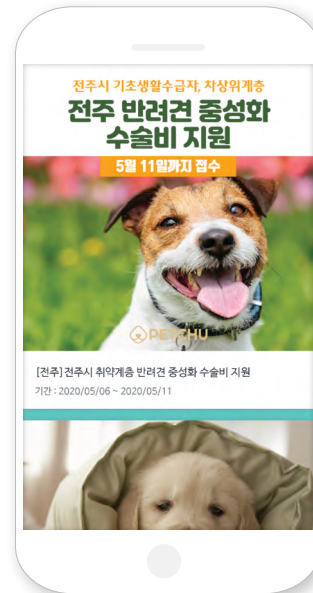 전주시 기초생활수급자, 차상위계층
전주 반려견 중성화
수술비 지원
5월 11일까지 접수
PETCHU
[전주]전주시 취약계층 반려견 중성화 수술비 지원
기간 : 2020/05/06 ~ 2020/05/11